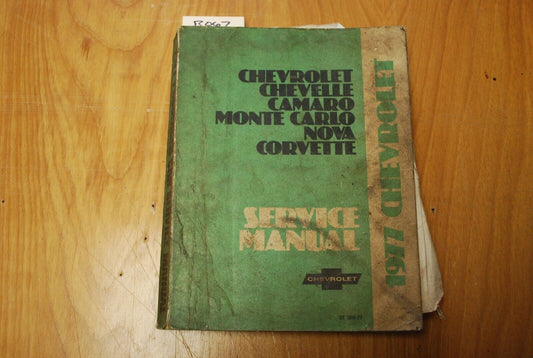 CHEVROLET
CHEVELLE
CAMARO
MONTE CARLO
NOVA
CORVETTE
SERVICE
MANUAL
CHEVROLET
1977 CHEVROLET